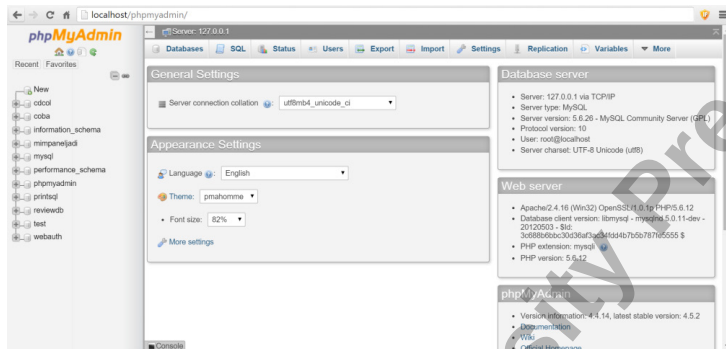 localhost/phpmyadmin/
phpMyAdmin
Recent Favorites
New
cdcol
coba
information_schema
mimpaneljadi
mysql
performance_schema
phpmyadmin
printsql
reviewdb
test
webauth
Server: 127.0.0.1
Databases SQL Status Users Export Import Settings Replication Variables More
General Settings
Server connection collation : utf8mb4_unicode_ci
Appearance Settings
Language : English
Theme: pmahomme
Font size: 82%
More settings
Database server
Server: 127.0.0.1 via TCP/IP
Server type: MySQL
Server version: 5.6.26 - MySQL Community Server (GPL)
Protocol version: 10
User: root@localhost
Server charset: UTF-8 Unicode (utf8)
Web server
Apache/2.4.16 (Win32) OpenSSL/1.0.1p PHP/5.6.12
Database client version: libmysql - mysqlnd 5.0.11-dev -
20120503 - $Id:
PHP extension: mysqli
PHP version: 5.6.12
phpMyAdmin
Version information: 4.4.14, latest stable version: 4.5.2
Documentation
Wiki
Official Homepage
Console
sity Pre